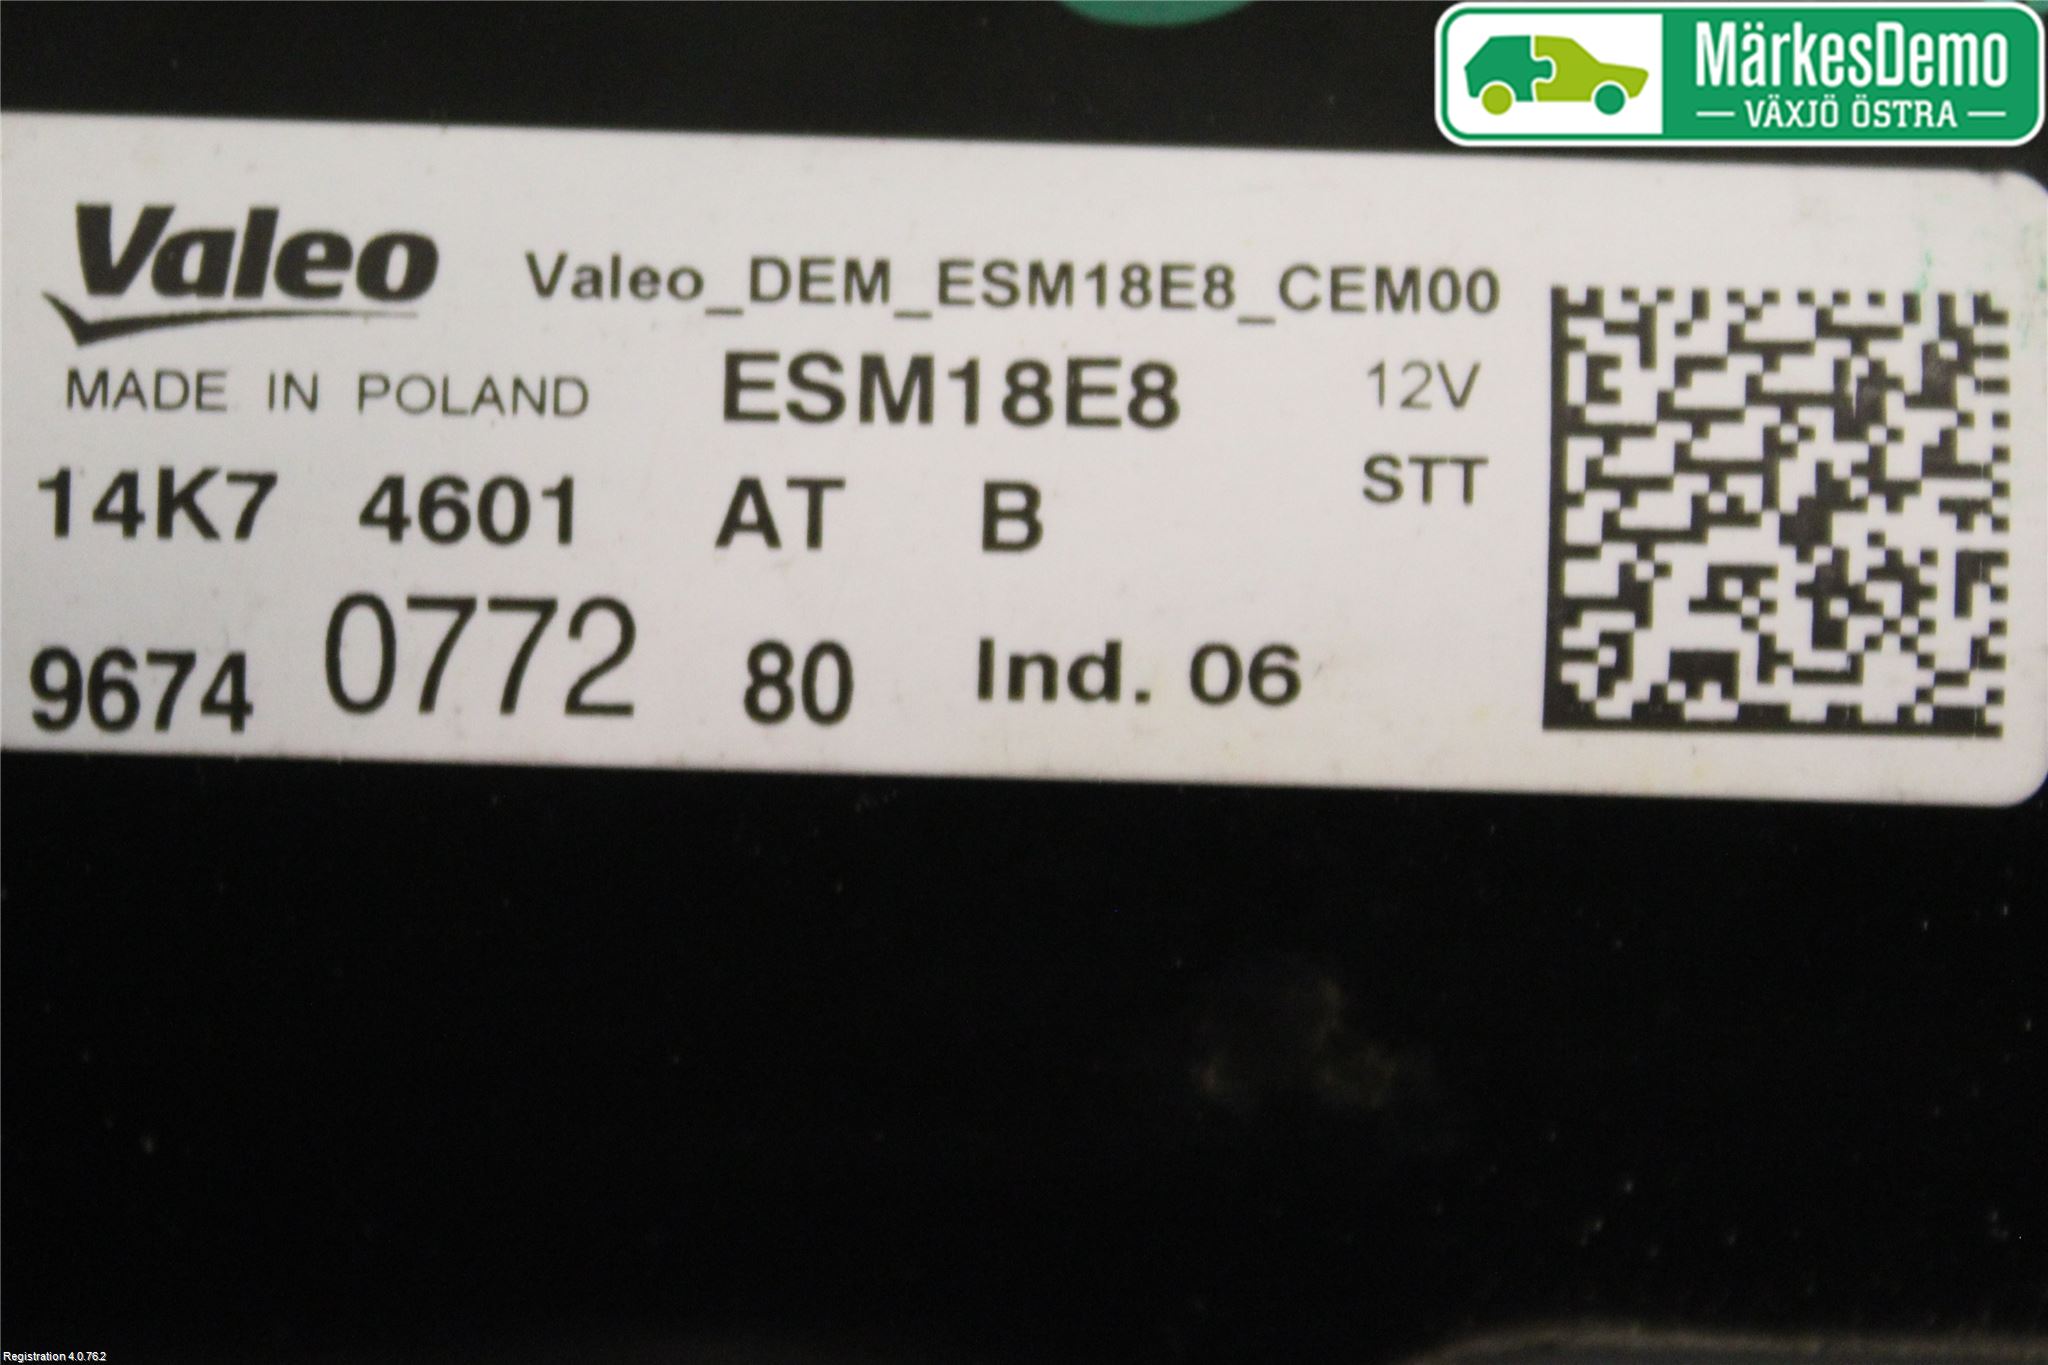 MärkesDemo
VÄXJÖ ÖSTRA
Valeo
Valeo_DEM_ESM18E8_CEM00
MADE IN POLAND ESM18E8 12V
14K7 4601 AT B STT
9674 0772 80 Ind. 06
Registration 4.0.76.2